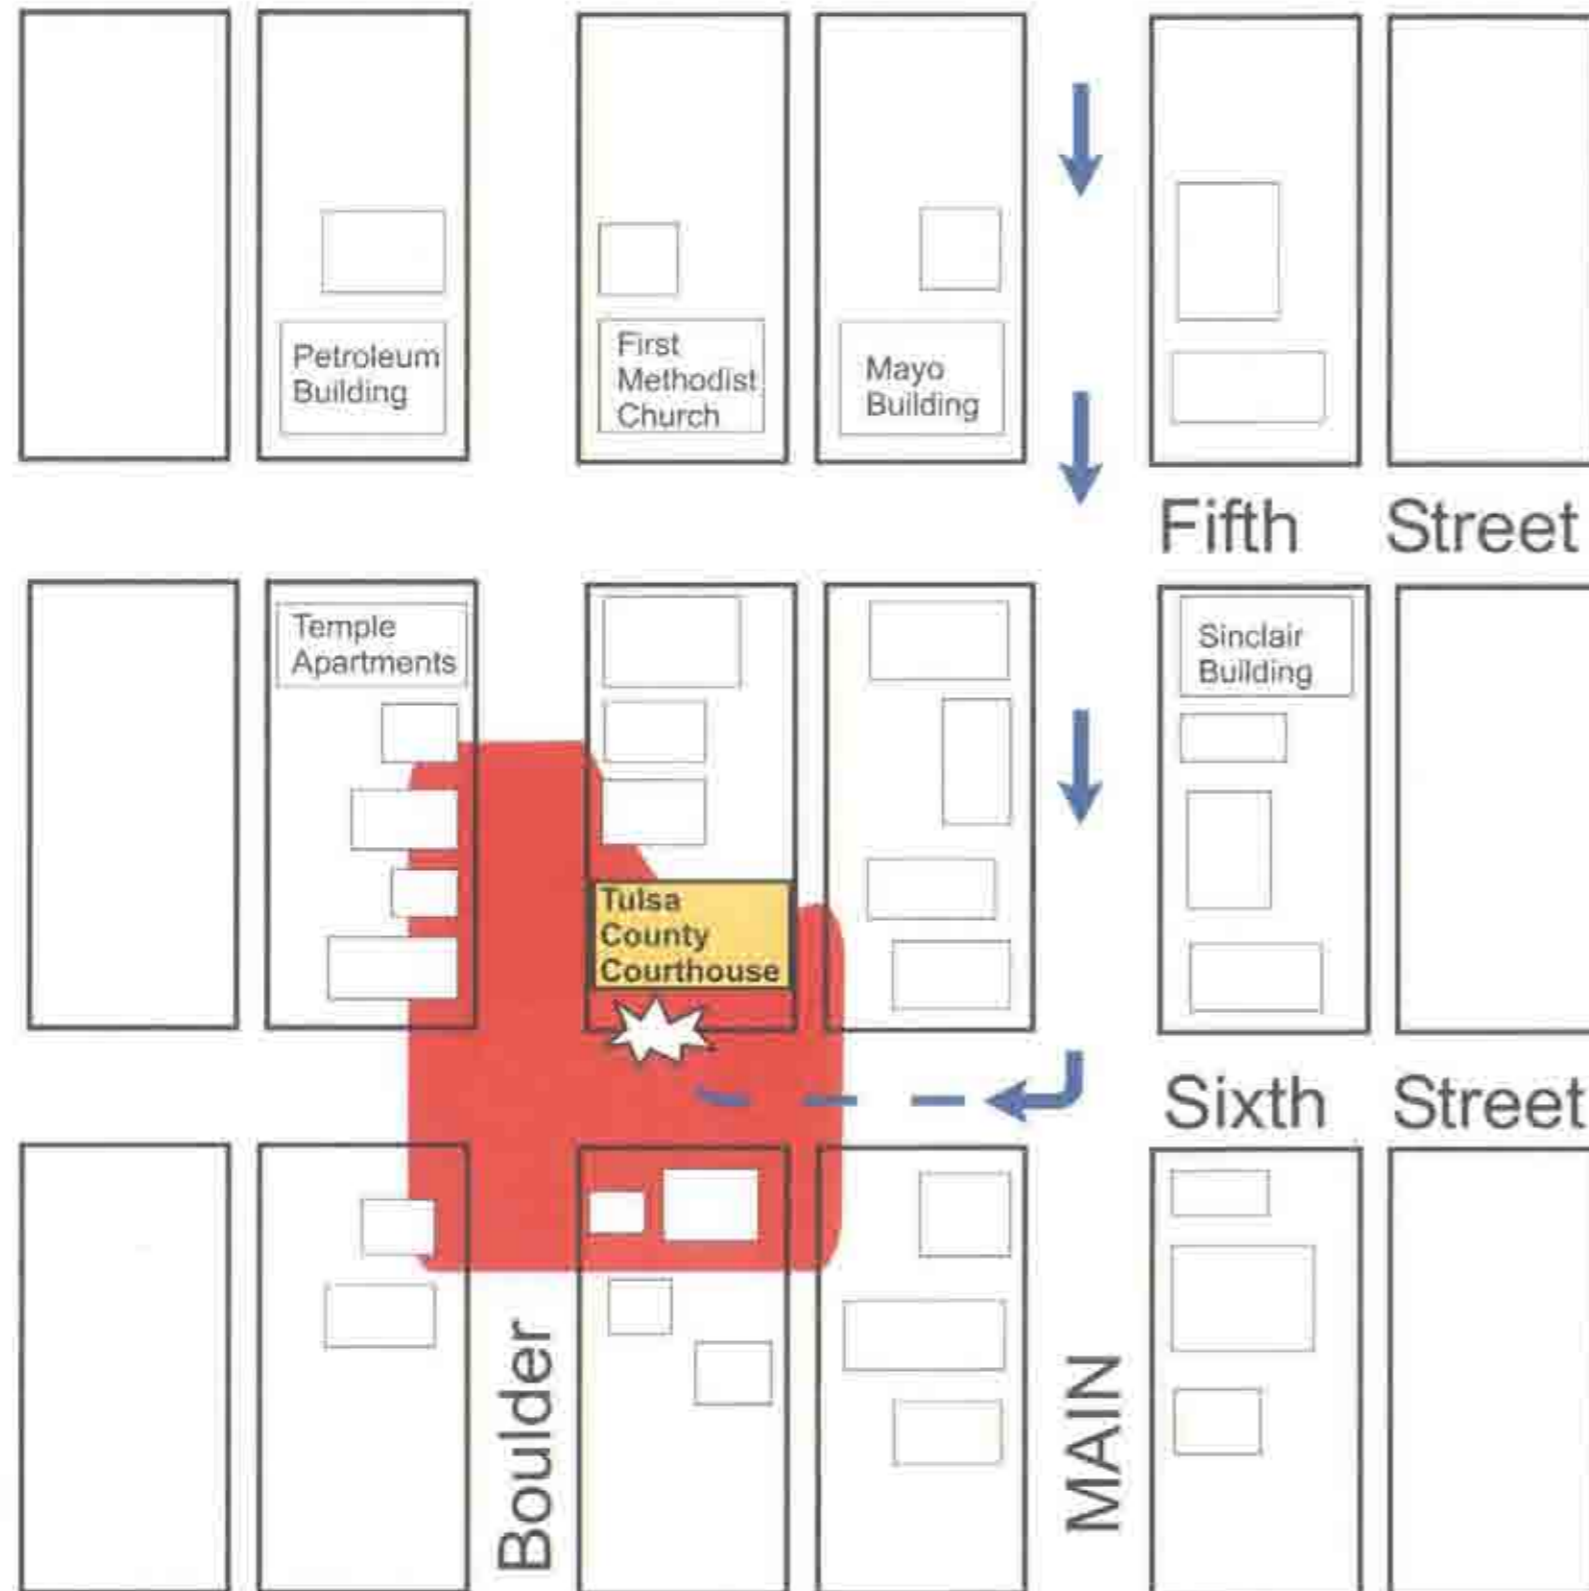 Petroleum
Building
First
Methodist
Church
Mayo
Building
Fifth Street
Temple
Apartments
Sinclair
Building
Tulsa
County
Courthouse
Sixth Street
Boulder
MAIN